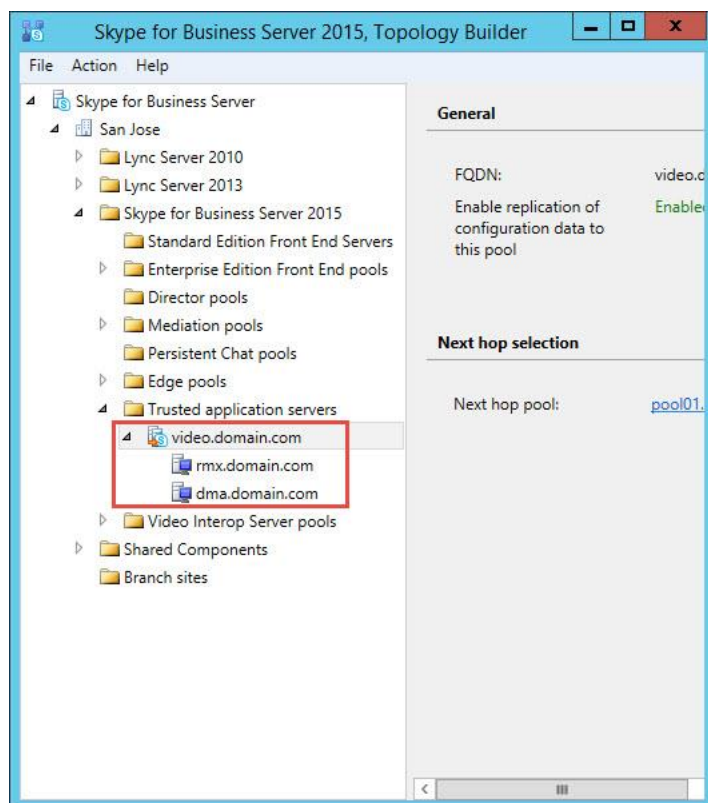 Skype for Business Server 2015, Topology Builder
File Action Help
Skype for Business Server
San Jose
Lync Server 2010
Lync Server 2013
Skype for Business Server 2015
Standard Edition Front End Servers
Enterprise Edition Front End pools
Director pools
Mediation pools
Persistent Chat pools
Edge pools
Trusted application servers
video.domain.com
rmx.domain.com
dma.domain.com
Video Interop Server pools
Shared Components
Branch sites
General
FQDN: video.d
Enable replication of Enable
configuration data to
this pool
Next hop selection
Next hop pool: pool01.